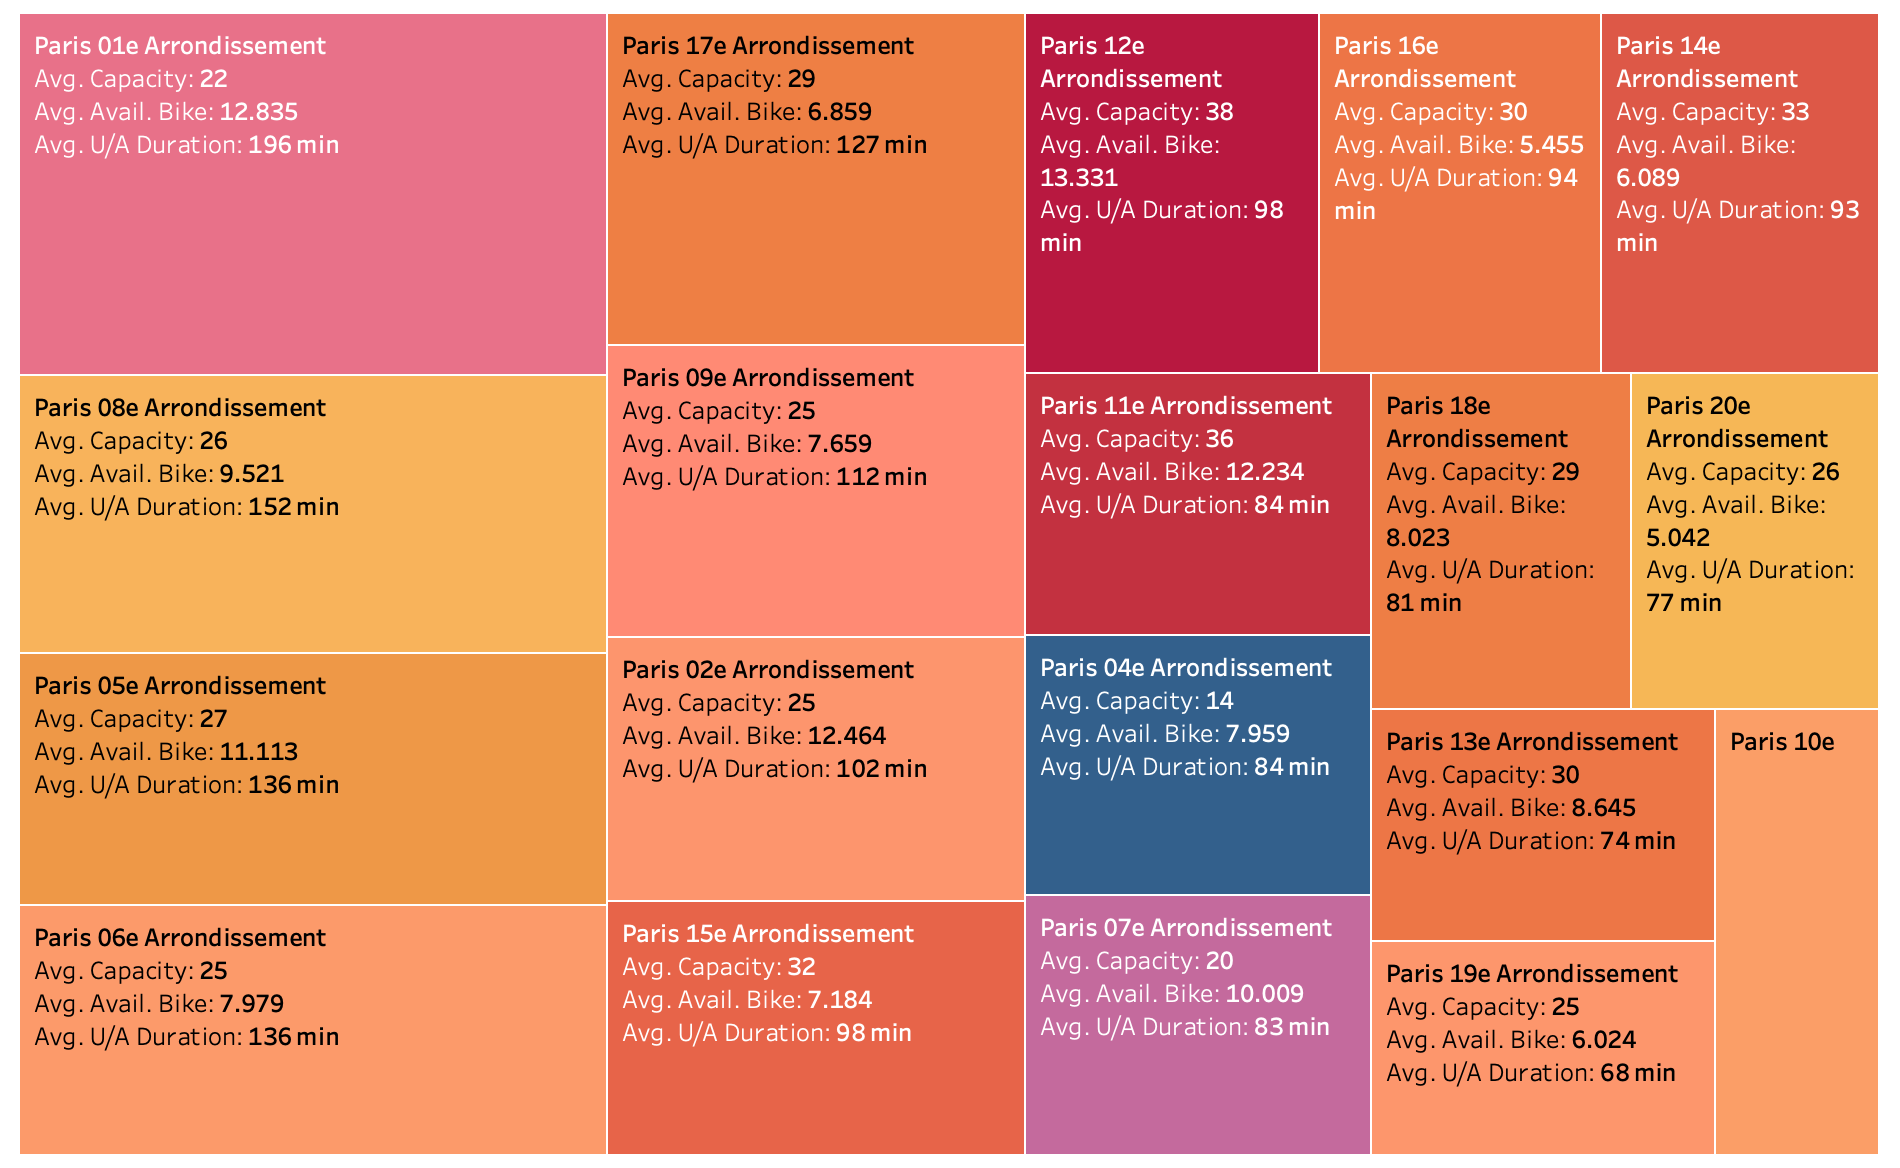 Paris 01e Arrondissement
Avg. Capacity: 22
Avg. Avail. Bike: 12.835
Avg. U/A Duration: 196 min
Paris 08e Arrondissement
Avg. Capacity: 26
Avg. Avail. Bike: 9.521
Avg. U/A Duration: 152 min
Paris 05e Arrondissement
Avg. Capacity: 27
Avg. Avail. Bike: 11.113
Avg. U/A Duration: 136 min
Paris 06e Arrondissement
Avg. Capacity: 25
Avg. Avail. Bike: 7.979
Avg. U/A Duration: 136 min
Paris 17e Arrondissement
Avg. Capacity: 29
Avg. Avail. Bike: 6.859
Avg. U/A Duration: 127 min
Paris 09e Arrondissement
Avg. Capacity: 25
Avg. Avail. Bike: 7.659
Avg. U/A Duration: 112 min
Paris 02e Arrondissement
Avg. Capacity: 25
Avg. Avail. Bike: 12.464
Avg. U/A Duration: 102 min
Paris 15e Arrondissement
Avg. Capacity: 32
Avg. Avail. Bike: 7.184
Avg. U/A Duration: 98 min
Paris 12e
Arrondissement
Avg. Capacity: 38
Avg. Avail. Bike:
13.331
Avg. U/A Duration: 98
min
Paris 16e
Arrondissement
Avg. Capacity: 30
Avg. Avail. Bike: 5.455
Avg. U/A Duration: 94
min
Paris 14e
Arrondissement
Avg. Capacity: 33
Avg. Avail. Bike:
6.089
Avg. U/A Duration: 93
min
Paris 11e Arrondissement
Avg. Capacity: 36
Avg. Avail. Bike: 12.234
Avg. U/A Duration: 84 min
Paris 04e Arrondissement
Avg. Capacity: 14
Avg. Avail. Bike: 7.959
Avg. U/A Duration: 84 min
Paris 07e Arrondissement
Avg. Capacity: 20
Avg. Avail. Bike: 10.009
Avg. U/A Duration: 83 min
Paris 18e
Arrondissement
Avg. Capacity: 29
Avg. Avail. Bike:
8.023
Avg. U/A Duration:
81 min
Paris 20e
Arrondissement
Avg. Capacity: 26
Avg. Avail. Bike:
5.042
Avg. U/A Duration:
77 min
Paris 13e Arrondissement
Avg. Capacity: 30
Avg. Avail. Bike: 8.645
Avg. U/A Duration: 74 min
Paris 19e Arrondissement
Avg. Capacity: 25
Avg. Avail. Bike: 6.024
Avg. U/A Duration: 68 min
Paris 10e